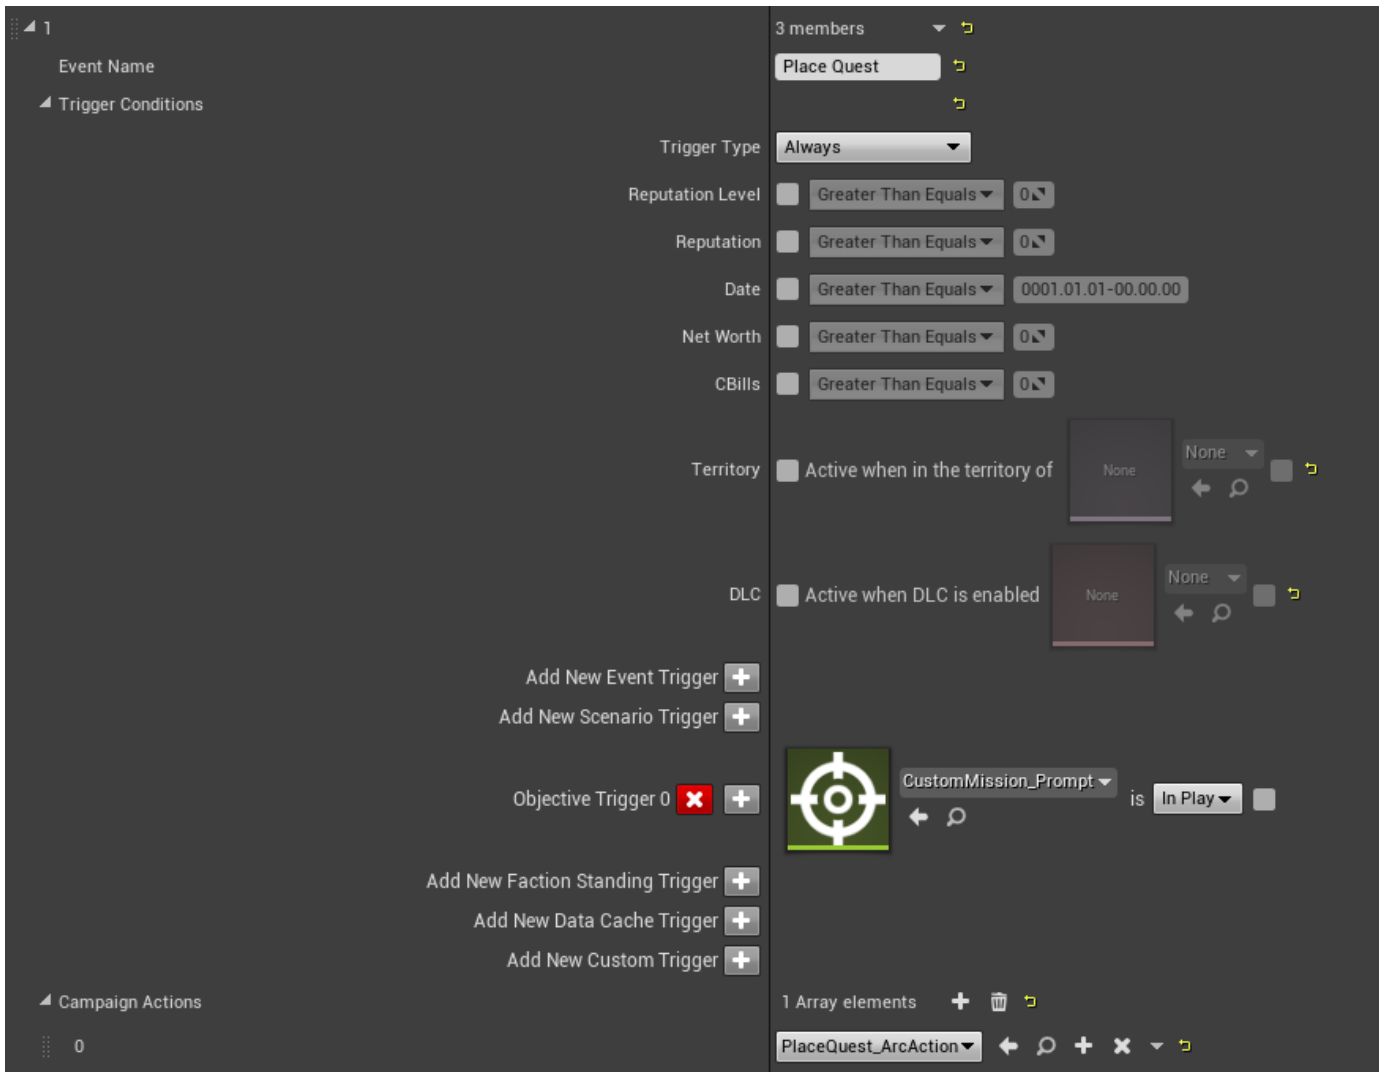 1 3 members
Event Name Place Quest
Trigger Conditions
Trigger Type Always
Reputation Level Greater Than Equals 0
Reputation Greater Than Equals 0
Date Greater Than Equals 0001.01.01-00.00.00
Net Worth Greater Than Equals 0
CBills Greater Than Equals 0
Territory Active when in the territory of None None
DLC Active when DLC is enabled None None
Add New Event Trigger
Add New Scenario Trigger
Objective Trigger 0 CustomMission_Prompt is In Play
Add New Faction Standing Trigger
Add New Data Cache Trigger
Add New Custom Trigger
Campaign Actions 1 Array elements
0 PlaceQuest_ArcAction